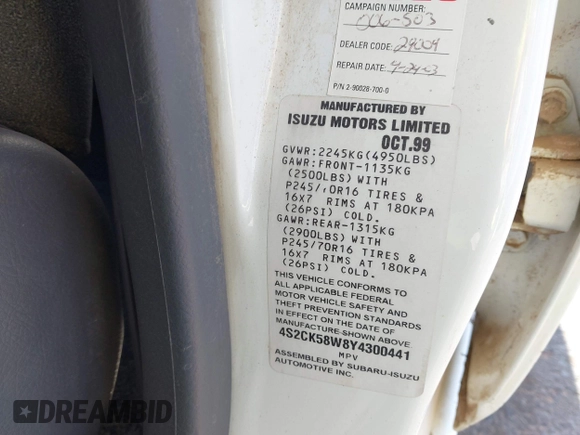 CAMPAIGN NUMBER:
006-503
DEALER CODE: 29009
REPAIR DATE: 9-24-03
P/N 2-90028-700-0
MANUFACTURED BY
ISUZU MOTORS LIMITED
OCT.99
GVWR:2245KG(4950LBS)
GAWR:FRONT-1135KG
(2500LBS) WITH
P245/ 0R16 TIRES &
16X7 RIMS AT 180KPA
(26PSI) COLD.
GAWR:REAR-1315KG
(2900LBS) WITH
P245/70R16 TIRES &
16X7 RIMS AT 180KPA
(26PSI) COLD.
THIS VEHICLE CONFORMS TO
ALL APPLICABLE FEDERAL
MOTOR VEHICLE SAFETY AND
THEFT PREVENTION STANDARDS
IN EFFECT ON THE DATE OF
MANUFACTURE SHOWN ABOVE
4S2CK58W8Y4300441
MPV
ASSEMBLED BY SUBARU-ISUZU
AUTOMOTIVE INC.
DREAMBID